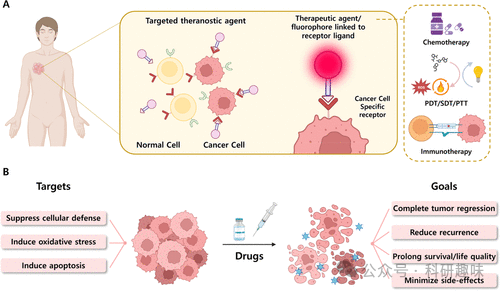 A
Targeted theranostic agent
Therapeutic agent/
fluorophore linked to
receptor ligand
Cancer Cell
Specific
receptor
Normal Cell
Cancer Cell
Chemotherapy
PDT/SDT/PTT
Immunotherapy
B
Targets
Suppress cellular defense
Induce oxidative stress
Induce apoptosis
Drugs
Goals
Complete tumor regression
Reduce recurrence
Prolong survival/life quality
Minimize side-effects
公众号 · 科研趣味